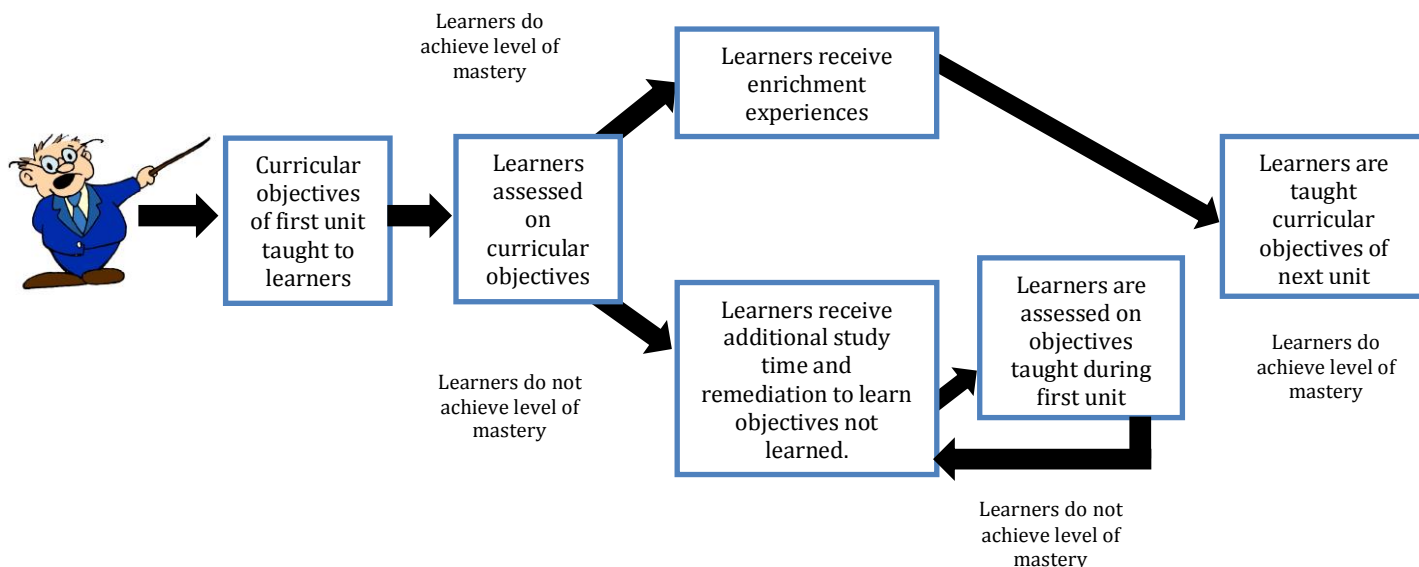 Learners do
achieve level of
mastery
Learners receive
enrichment
experiences
Curricular
objectives
of first unit
taught to
learners
Learners
assessed
on
curricular
objectives
Learners are
taught
curricular
objectives of
next unit
Learners do not
achieve level of
mastery
Learners receive
additional study
time and
remediation to learn
objectives not
learned.
Learners are
assessed on
objectives
taught during
first unit
Learners do
achieve level of
mastery
Learners do not
achieve level of
mastery